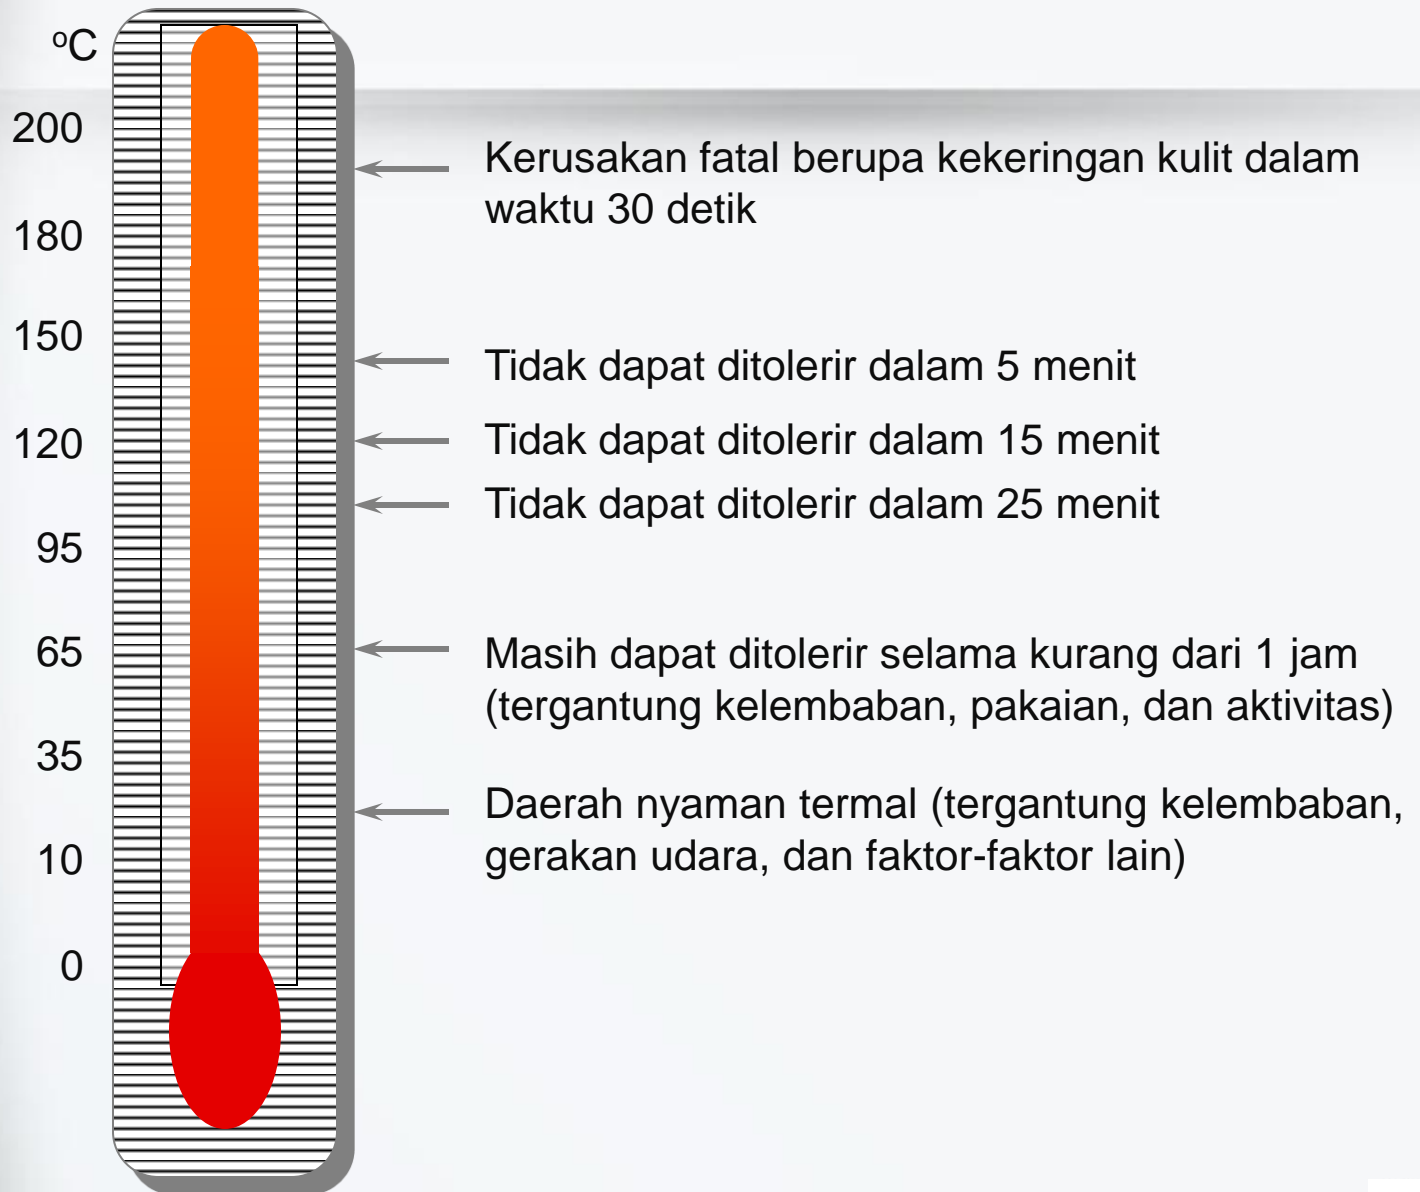 ºC
200
Kerusakan fatal berupa kekeringan kulit dalam
waktu 30 detik
180
150
Tidak dapat ditolerir dalam 5 menit
120
Tidak dapat ditolerir dalam 15 menit
Tidak dapat ditolerir dalam 25 menit
95
65
Masih dapat ditolerir selama kurang dari 1 jam
(tergantung kelembaban, pakaian, dan aktivitas)
35
Daerah nyaman termal (tergantung kelembaban,
gerakan udara, dan faktor-faktor lain)
10
0